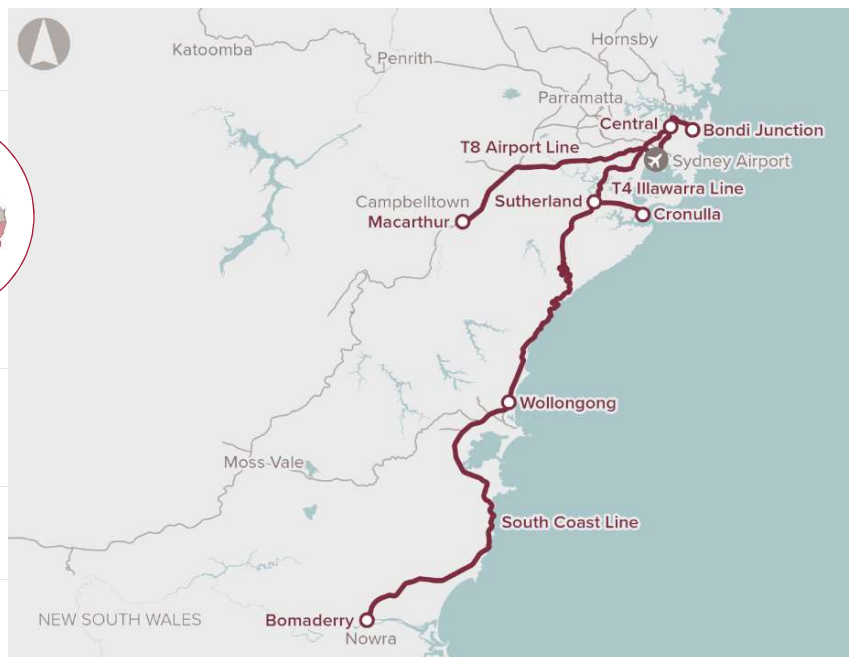 Hornsby
Katoomba
Penrith
Parramatta
Central
Bondi Junction
T8 Airport Line
Sydney Airport
T4 Illawarra Line
Campbelltown
Sutherland
Macarthur
Cronulla
Wollongong
Moss Vale
South Coast Line
NEW SOUTH WALES
Bomaderry
Nowra